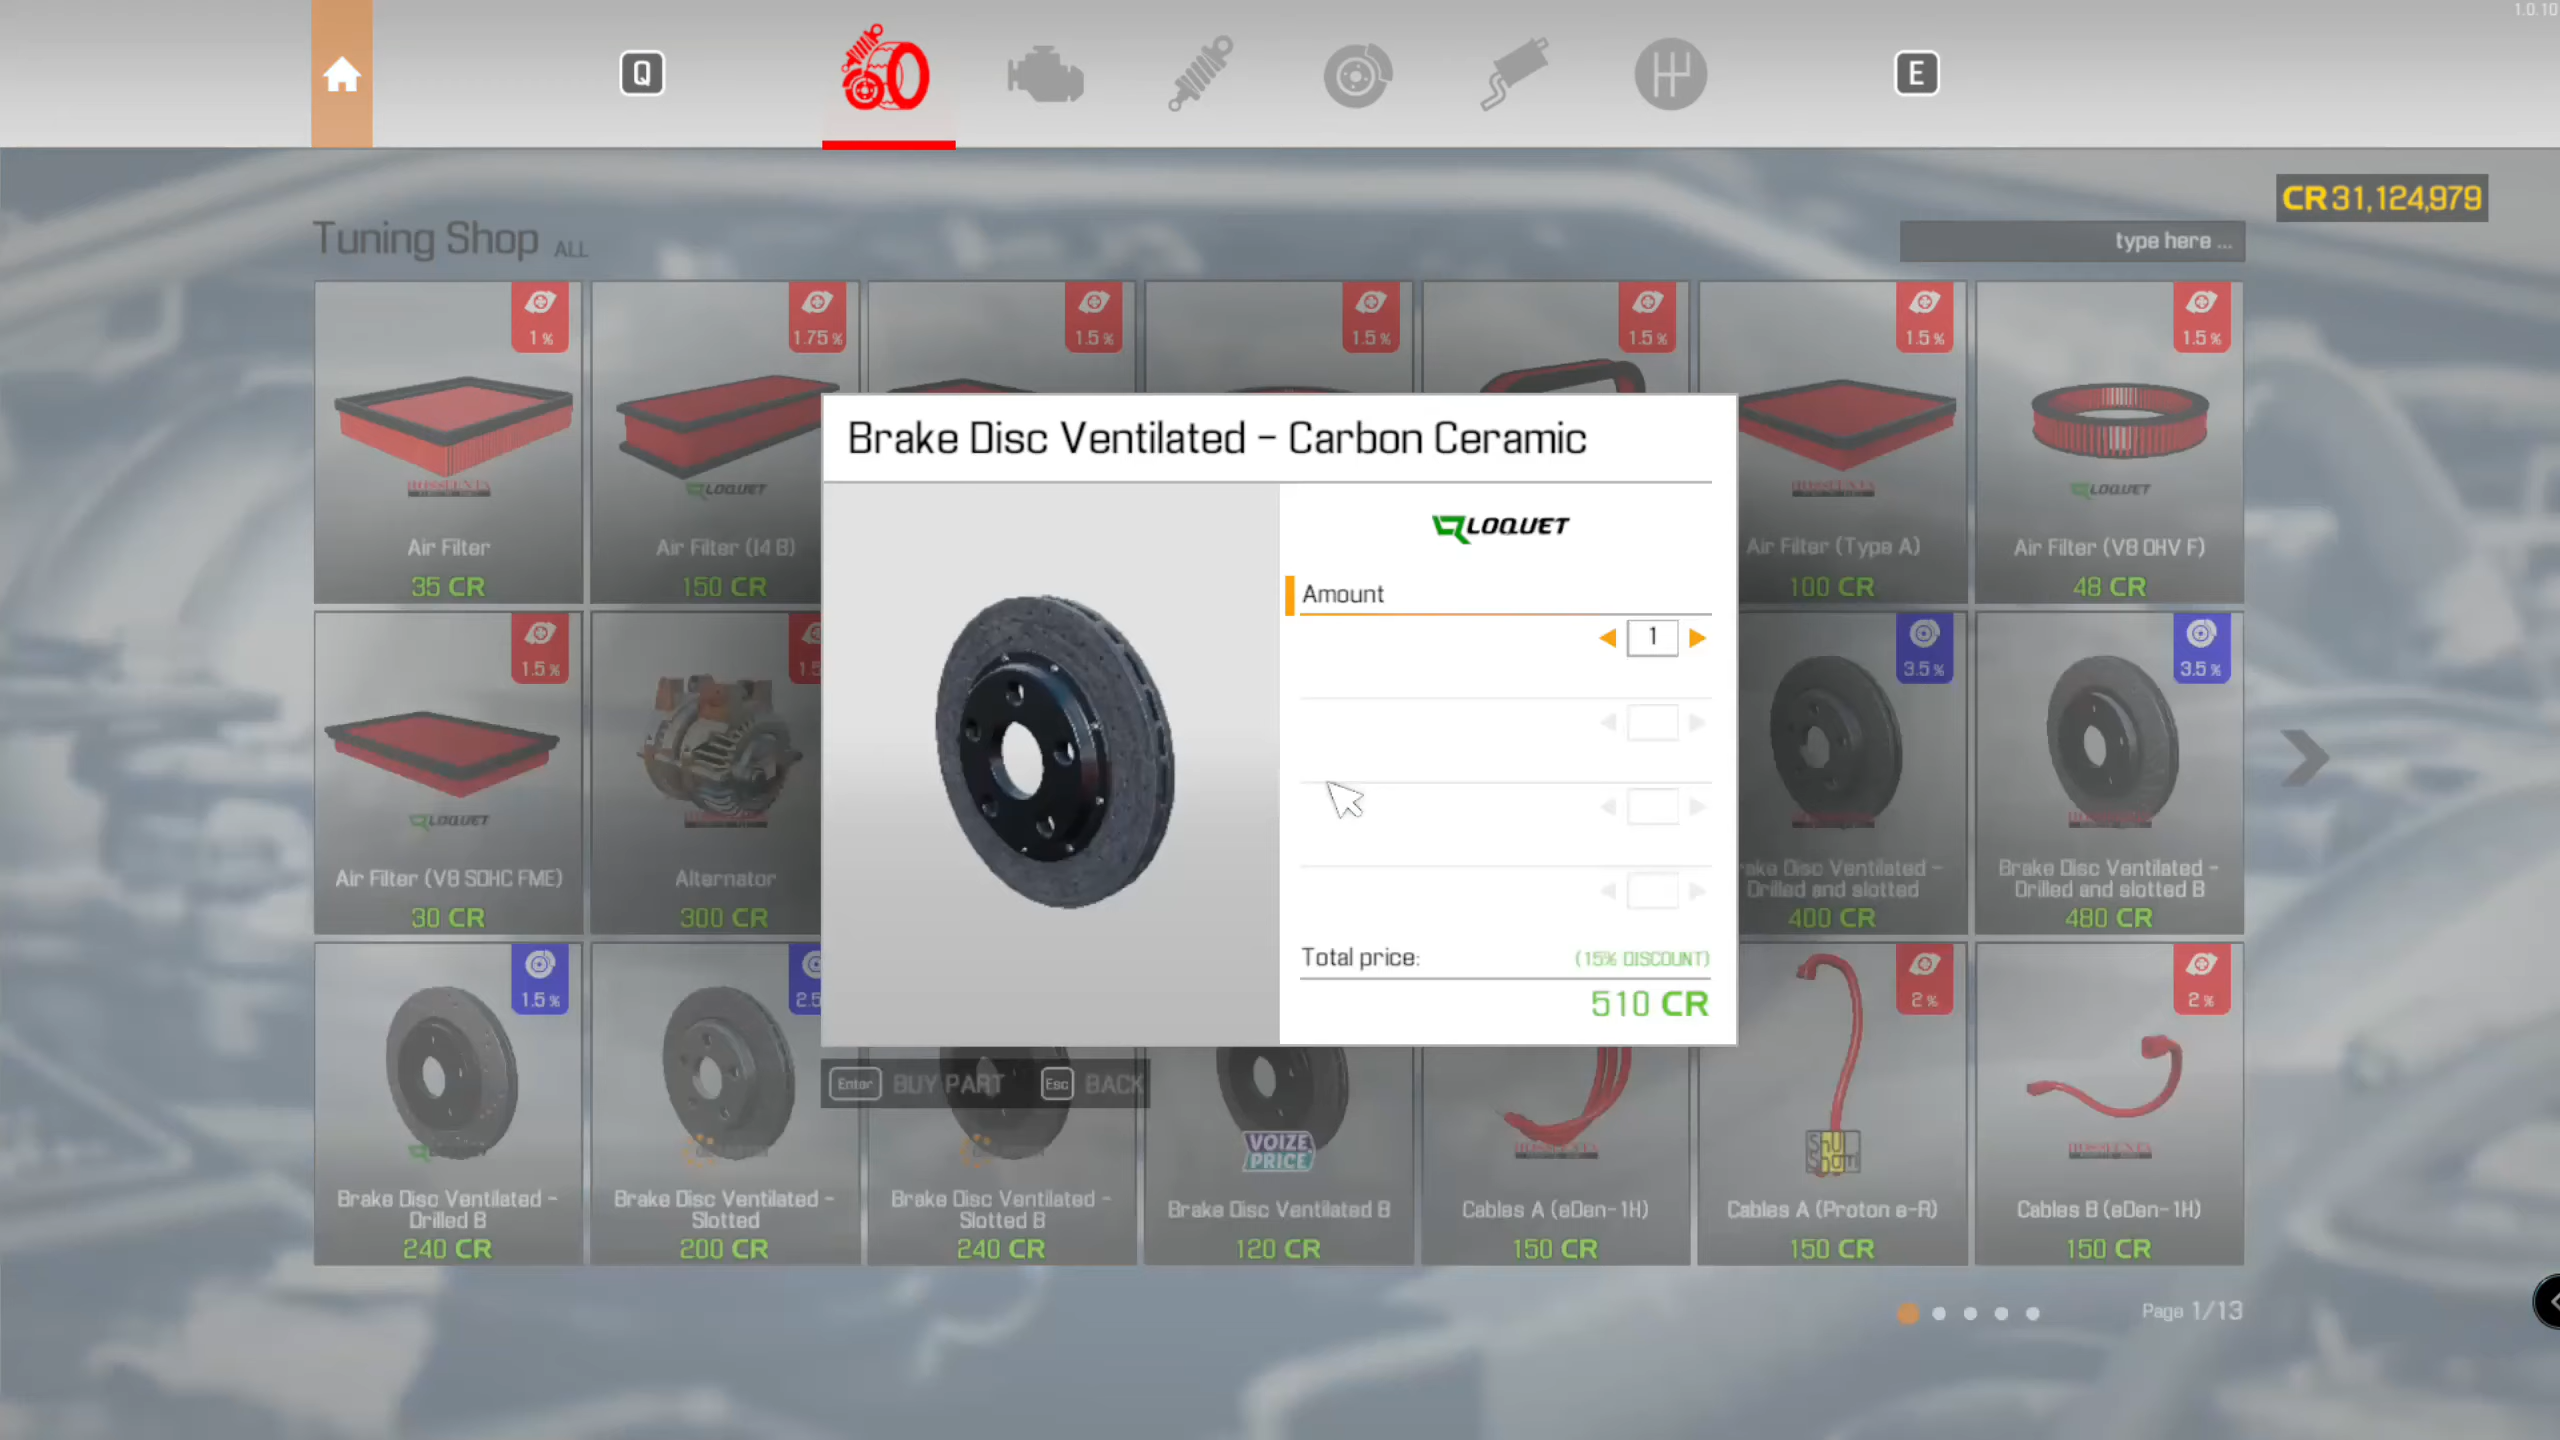 1.0.10
Q
E
CR 31,124,979
Tuning Shop ALL
type here ...
1 %
1.75 %
1.5 %
1.5 %
1.5 %
1.5 %
1.5 %
LOQUET
LOQUET
Air Filter
Air Filter (I4 B)
Air Filter (Type A)
Air Filter (V8 OHV F)
35 CR
150 CR
100 CR
48 CR
Brake Disc Ventilated - Carbon Ceramic
LOQUET
Amount
1
Total price:
(15% DISCOUNT)
510 CR
Enter BUY PART Esc BACK
1.5 %
3.5 %
3.5 %
LOQUET
Air Filter (V8 SOHC FME)
Alternator
Brake Disc Ventilated -
Drilled and slotted
Brake Disc Ventilated -
Drilled and slotted B
30 CR
300 CR
400 CR
480 CR
1.5 %
2.5
2 %
2 %
VOIZE
PRICE
Brake Disc Ventilated -
Drilled B
Brake Disc Ventilated -
Slotted
Brake Disc Ventilated -
Slotted B
Brake Disc Ventilated B
Cables A (eDen-1H)
Cables A (Proton e-R)
Cables B (eDen-1H)
240 CR
200 CR
240 CR
120 CR
150 CR
150 CR
150 CR
Page 1/13